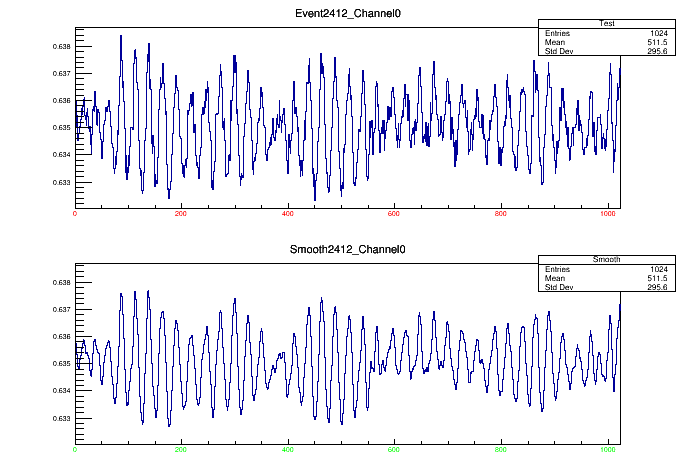 Event2412_Channel0
Test
Entries 1024
Mean 511.5
Std Dev 295.6
0.638
0.637
0.636
0.635
0.634
0.633
0 200 400 600 800 1000
Smooth2412_Channel0
Smooth
Entries 1024
Mean 511.5
Std Dev 295.6
0.638
0.637
0.636
0.635
0.634
0.633
0 200 400 600 800 1000